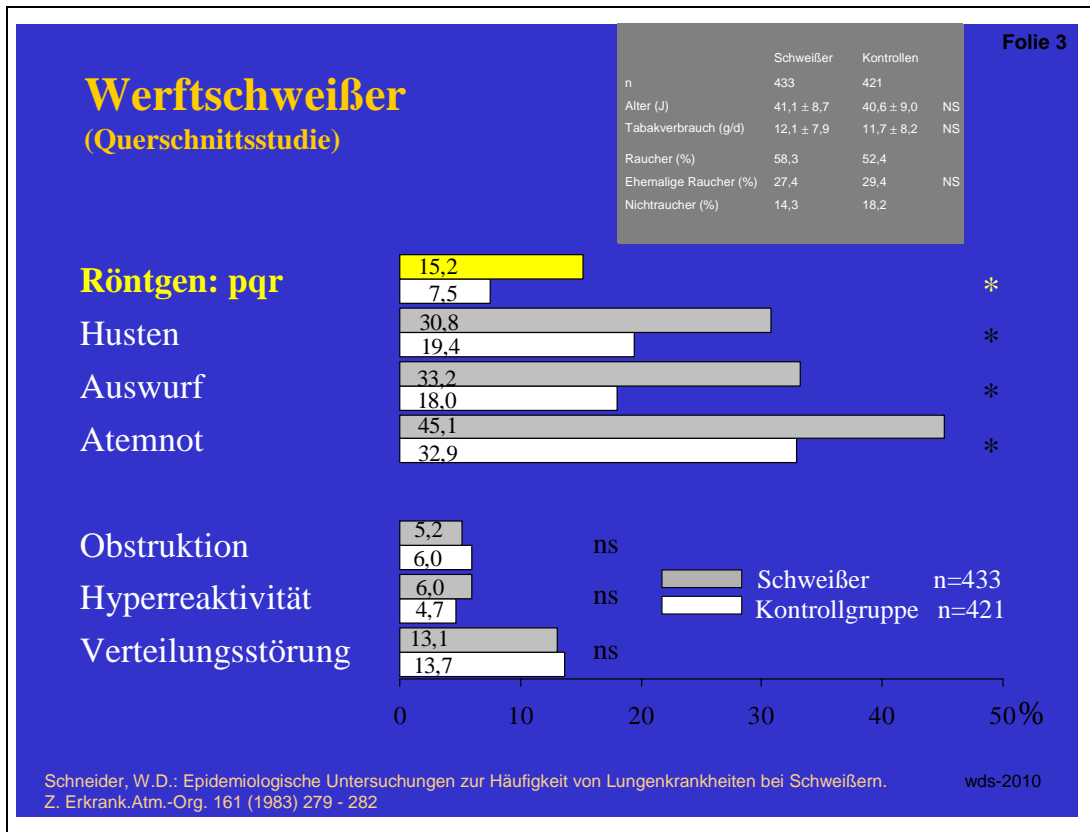 Folie 3
Werftschweißer
(Querschnittsstudie)
Schweißer Kontrollen
n 433 421
Alter (J) 41,1 ± 8,7 40,6 ± 9,0 NS
Tabakverbrauch (g/d) 12,1 ± 7,9 11,7 ± 8,2 NS
Raucher (%) 58,3 52,4
Ehemalige Raucher (%) 27,4 29,4 NS
Nichtraucher (%) 14,3 18,2
Röntgen: pqr 15,2 *
7,5
Husten 30,8 *
19,4
Auswurf 33,2 *
18,0
Atemnot 45,1 *
32,9
Obstruktion 5,2 ns
6,0
Hyperreaktivität 6,0 ns
4,7
Verteilungsstörung 13,1 ns
13,7
Schweißer n=433
Kontrollgruppe n=421
0 10 20 30 40 50%
Schneider, W.D.: Epidemiologische Untersuchungen zur Häufigkeit von Lungenkrankheiten bei Schweißern. wds-2010
Z. Erkrank.Atm.-Org. 161 (1983) 279 - 282